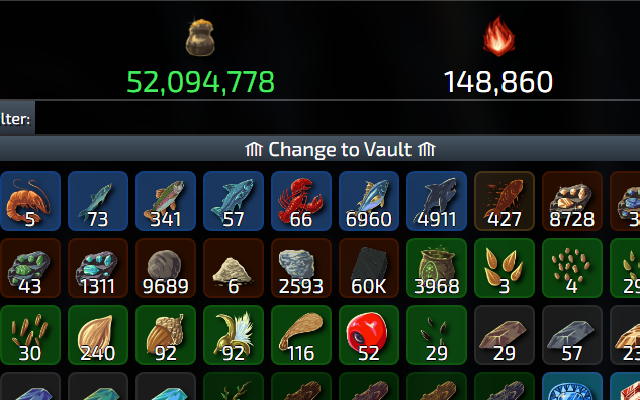 52,094,778 148,860
lter:
Change to Vault
5 73 341 57 66 6960 4911 427 8728
43 1311 9689 6 2593 60K 3968 3 4
30 240 92 92 116 52 29 29 57